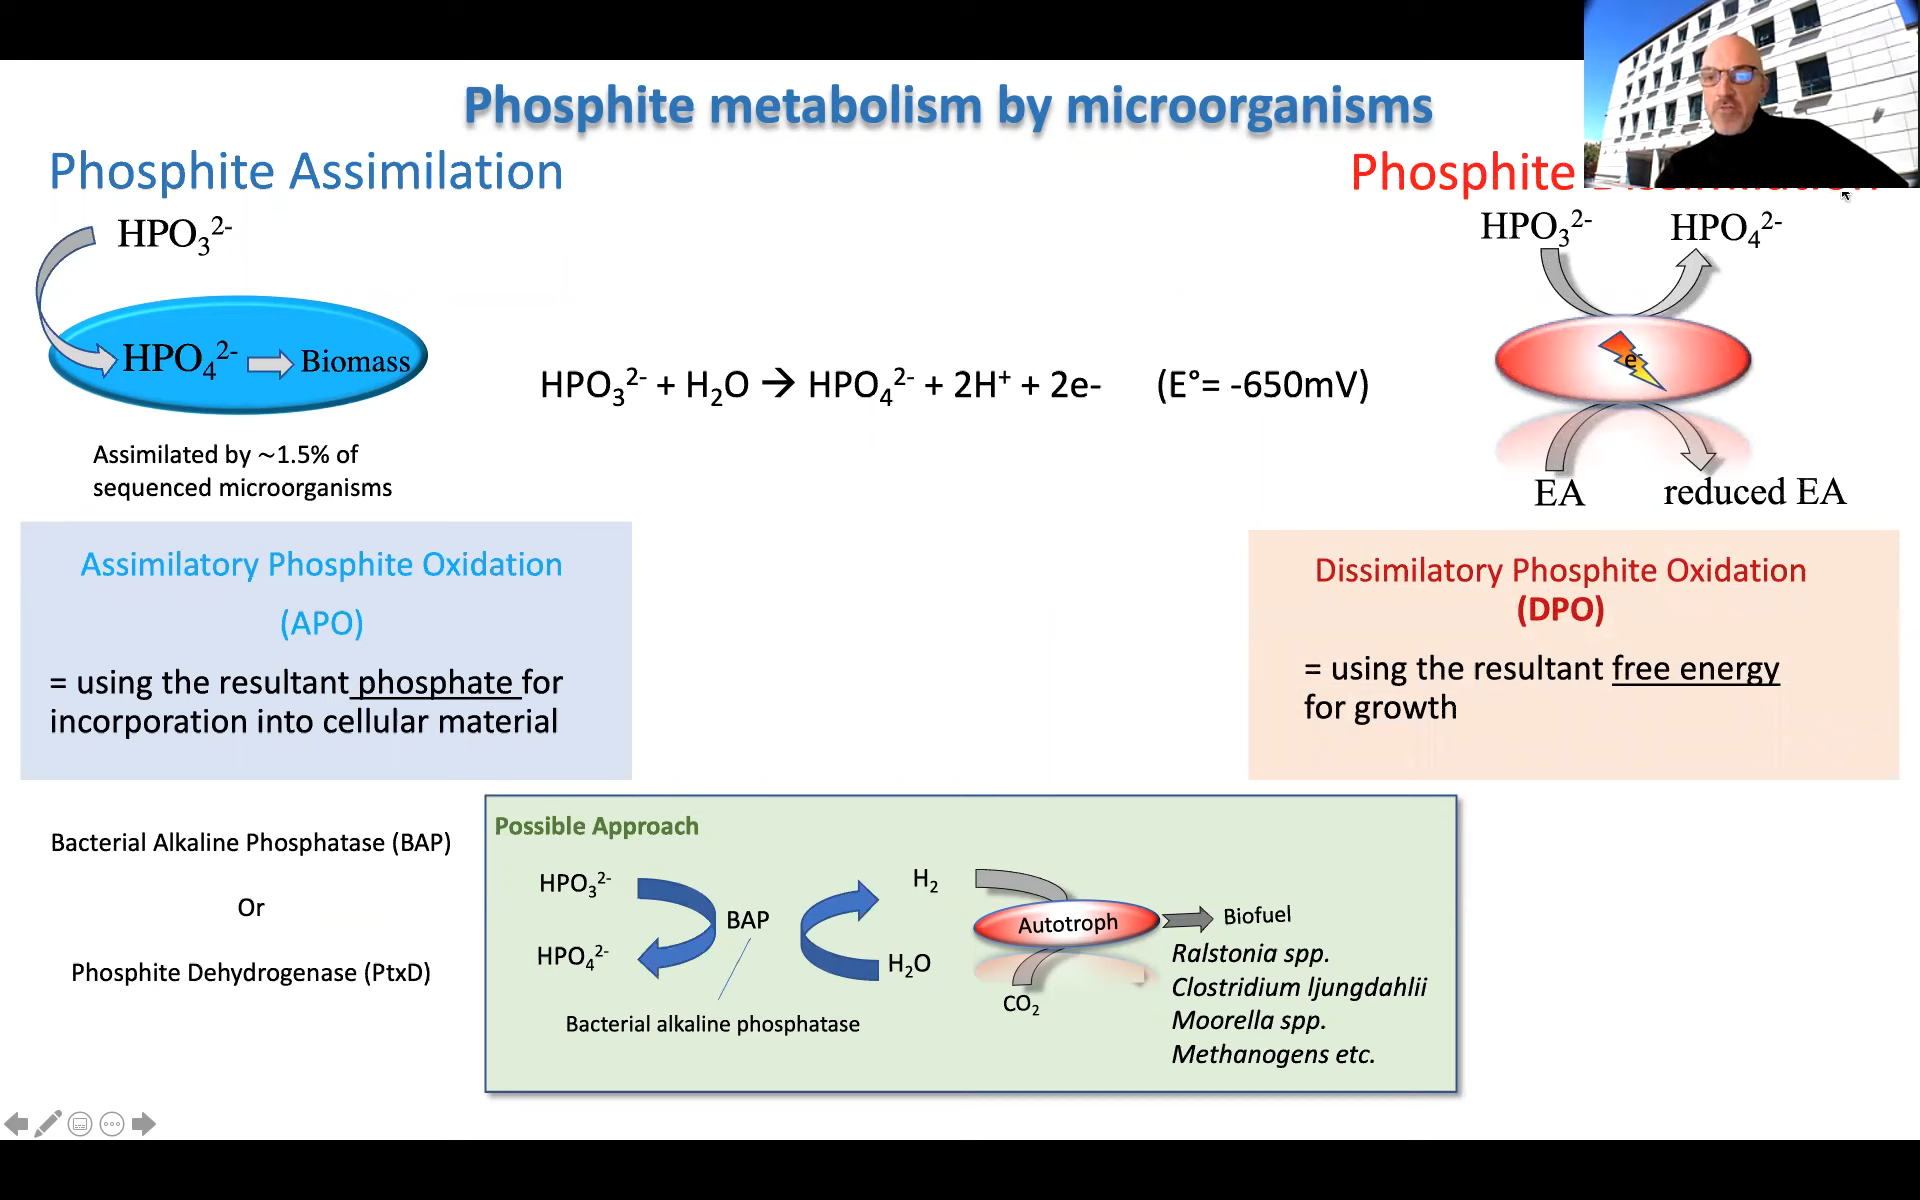 Phosphite metabolism by microorganisms
Phosphite Assimilation
HPO₃²⁻
HPO₄²⁻ Biomass
Assimilated by ~1.5% of
sequenced microorganisms
HPO₃²⁻ + H₂O → HPO₄²⁻ + 2H⁺ + 2e- (E°= -650mV)
Phosphite
HPO₃²⁻ HPO₄²⁻
e⁻
EA reduced EA
Assimilatory Phosphite Oxidation
(APO)
= using the resultant phosphate for
incorporation into cellular material
Dissimilatory Phosphite Oxidation
(DPO)
= using the resultant free energy
for growth
Bacterial Alkaline Phosphatase (BAP)
Or
Phosphite Dehydrogenase (PtxD)
Possible Approach
HPO₃²⁻
HPO₄²⁻
BAP
Bacterial alkaline phosphatase
H₂
H₂O
Autotroph
CO₂
Biofuel
Ralstonia spp.
Clostridium ljungdahlii
Moorella spp.
Methanogens etc.